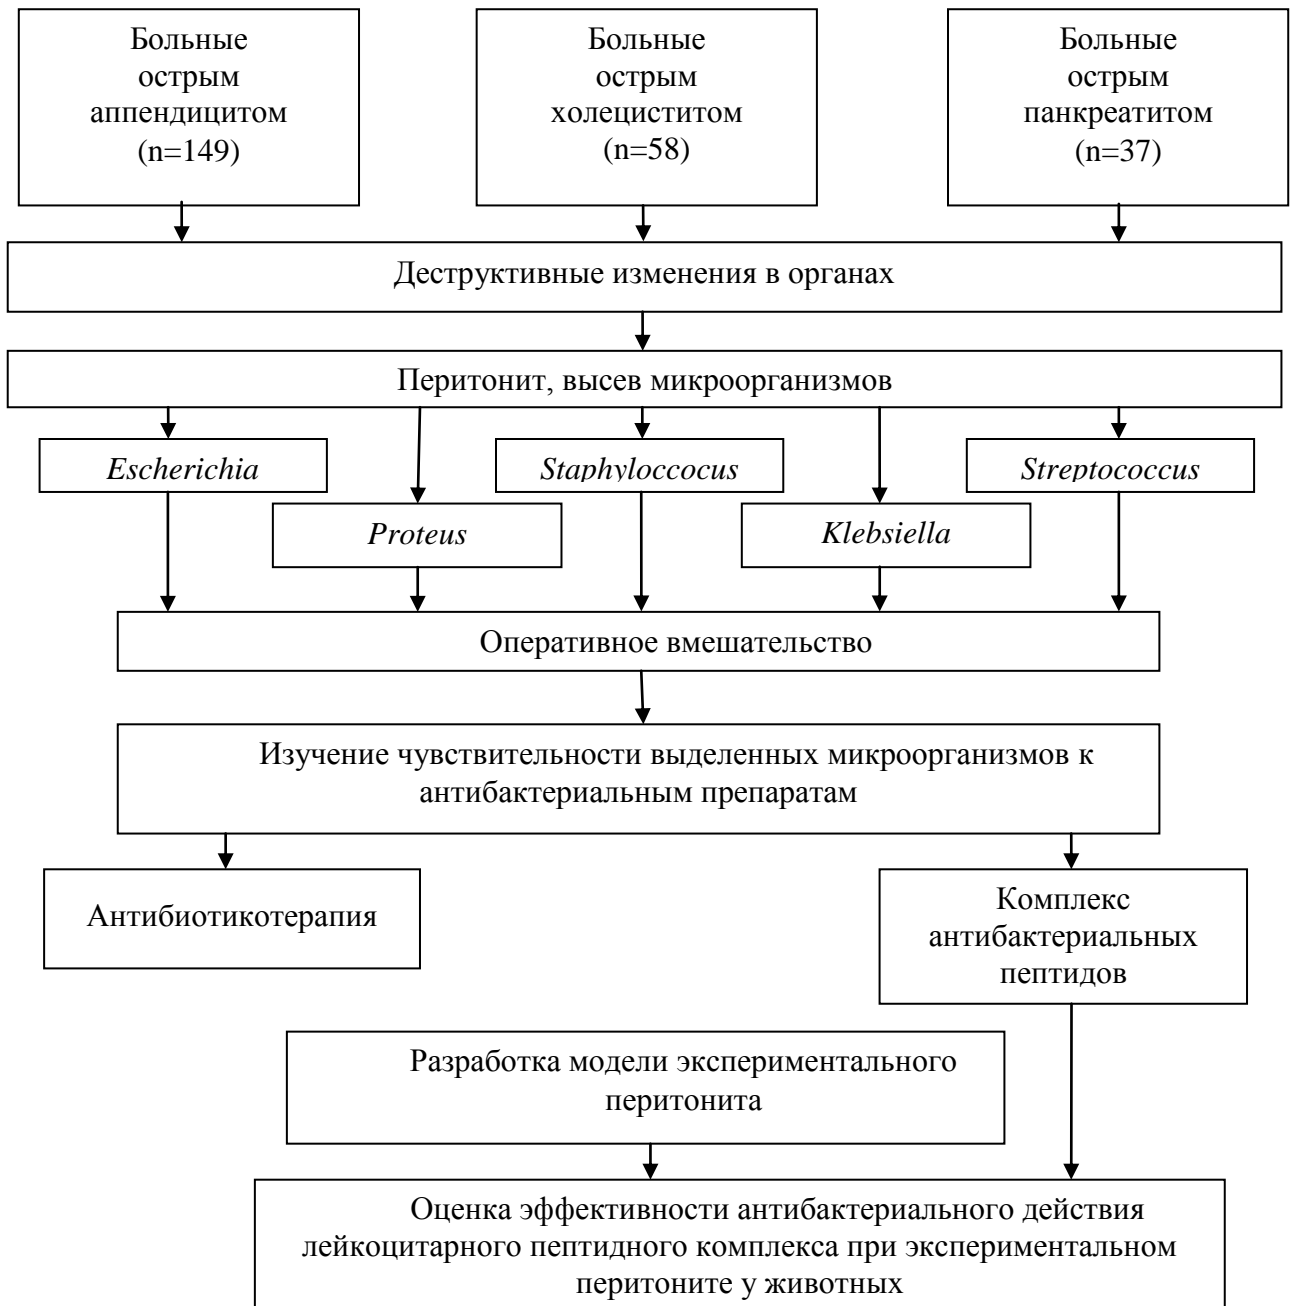 Больные
острым
аппендицитом
(n=149)
Больные
острым
холециститом
(n=58)
Больные
острым
панкреатитом
(n=37)
Деструктивные изменения в органах
Перитонит, высев микроорганизмов
Escherichia
Staphyloccocus
Streptococcus
Proteus
Klebsiella
Оперативное вмешательство
Изучение чувствительности выделенных микроорганизмов к
антибактериальным препаратам
Антибиотикотерапия
Комплекс
антибактериальных
пептидов
Разработка модели экспериментального
перитонита
Оценка эффективности антибактериального действия
лейкоцитарного пептидного комплекса при экспериментальном
перитоните у животных